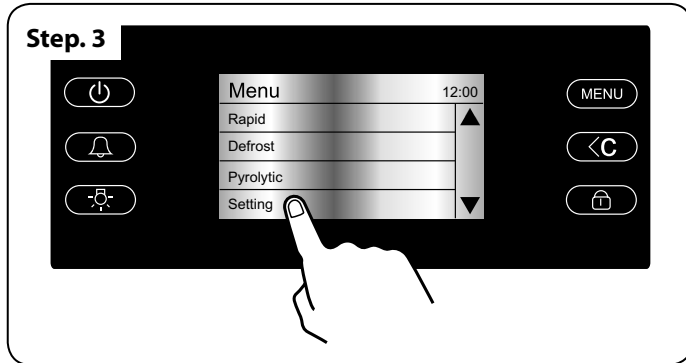 Step. 3
Menu 12:00
MENU
Rapid
Defrost
<C
Pyrolytic
Setting